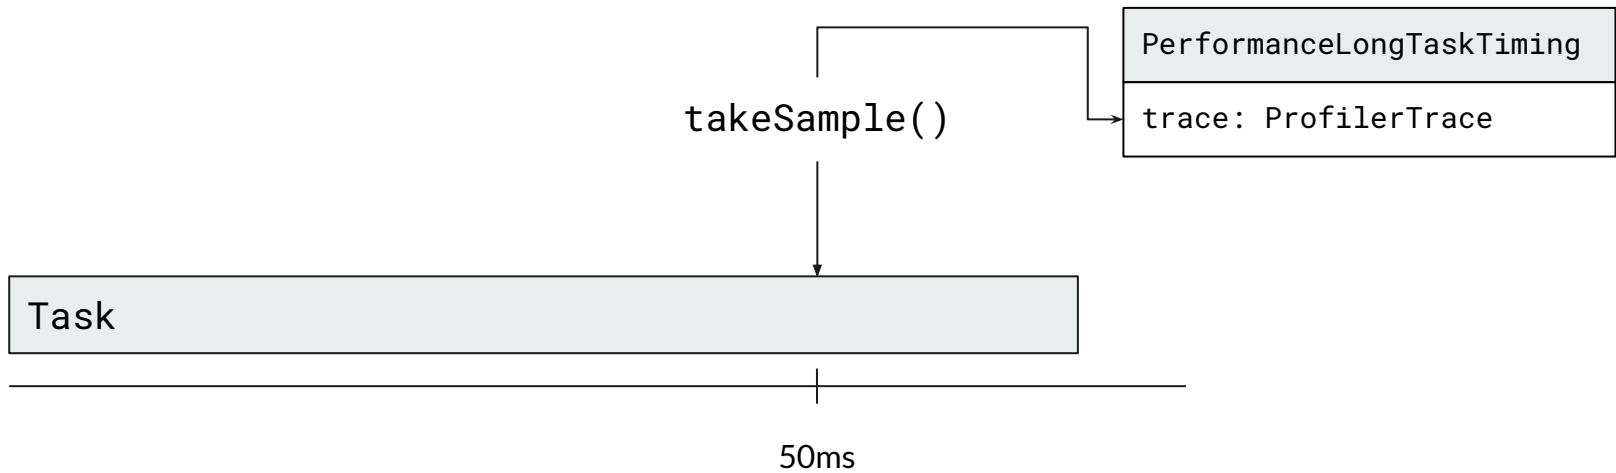 PerformanceLongTaskTiming
takeSample()
trace: ProfilerTrace
Task
50ms